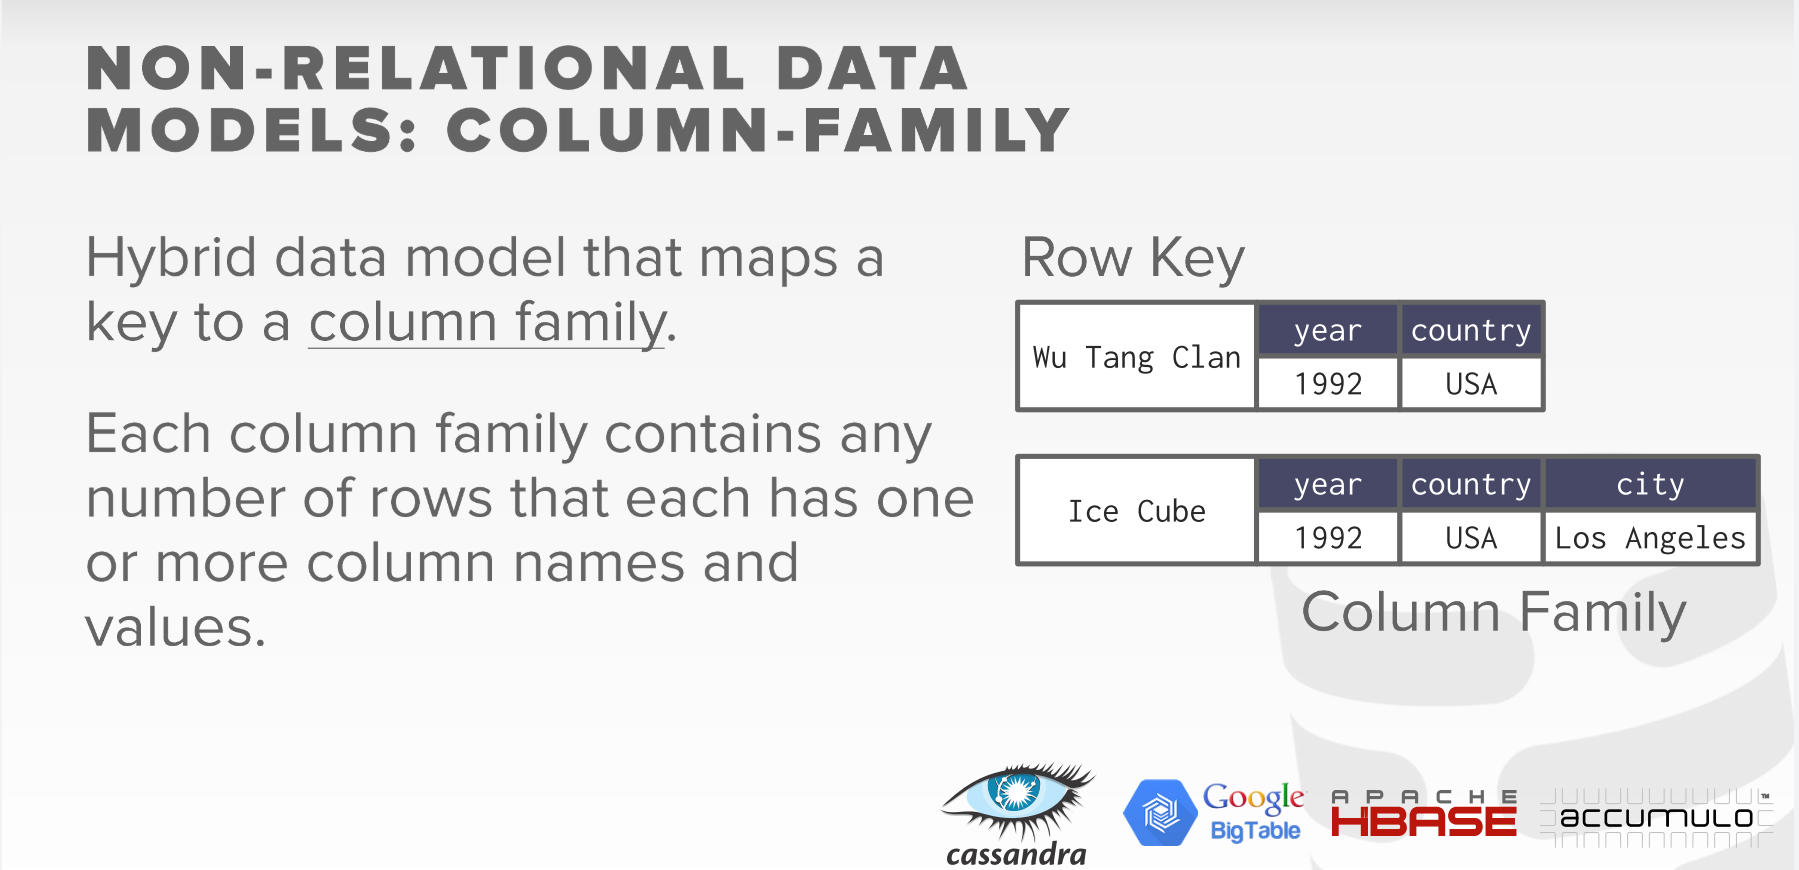 NON-RELATIONAL DATA
MODELS: COLUMN-FAMILY
Hybrid data model that maps a
key to a column family.
Each column family contains any
number of rows that each has one
or more column names and
values.
Row Key
Wu Tang Clan
year country
1992 USA
Ice Cube
year country city
1992 USA Los Angeles
Column Family
cassandra
Google
BigTable
APACHE
HBASE
accumulo™